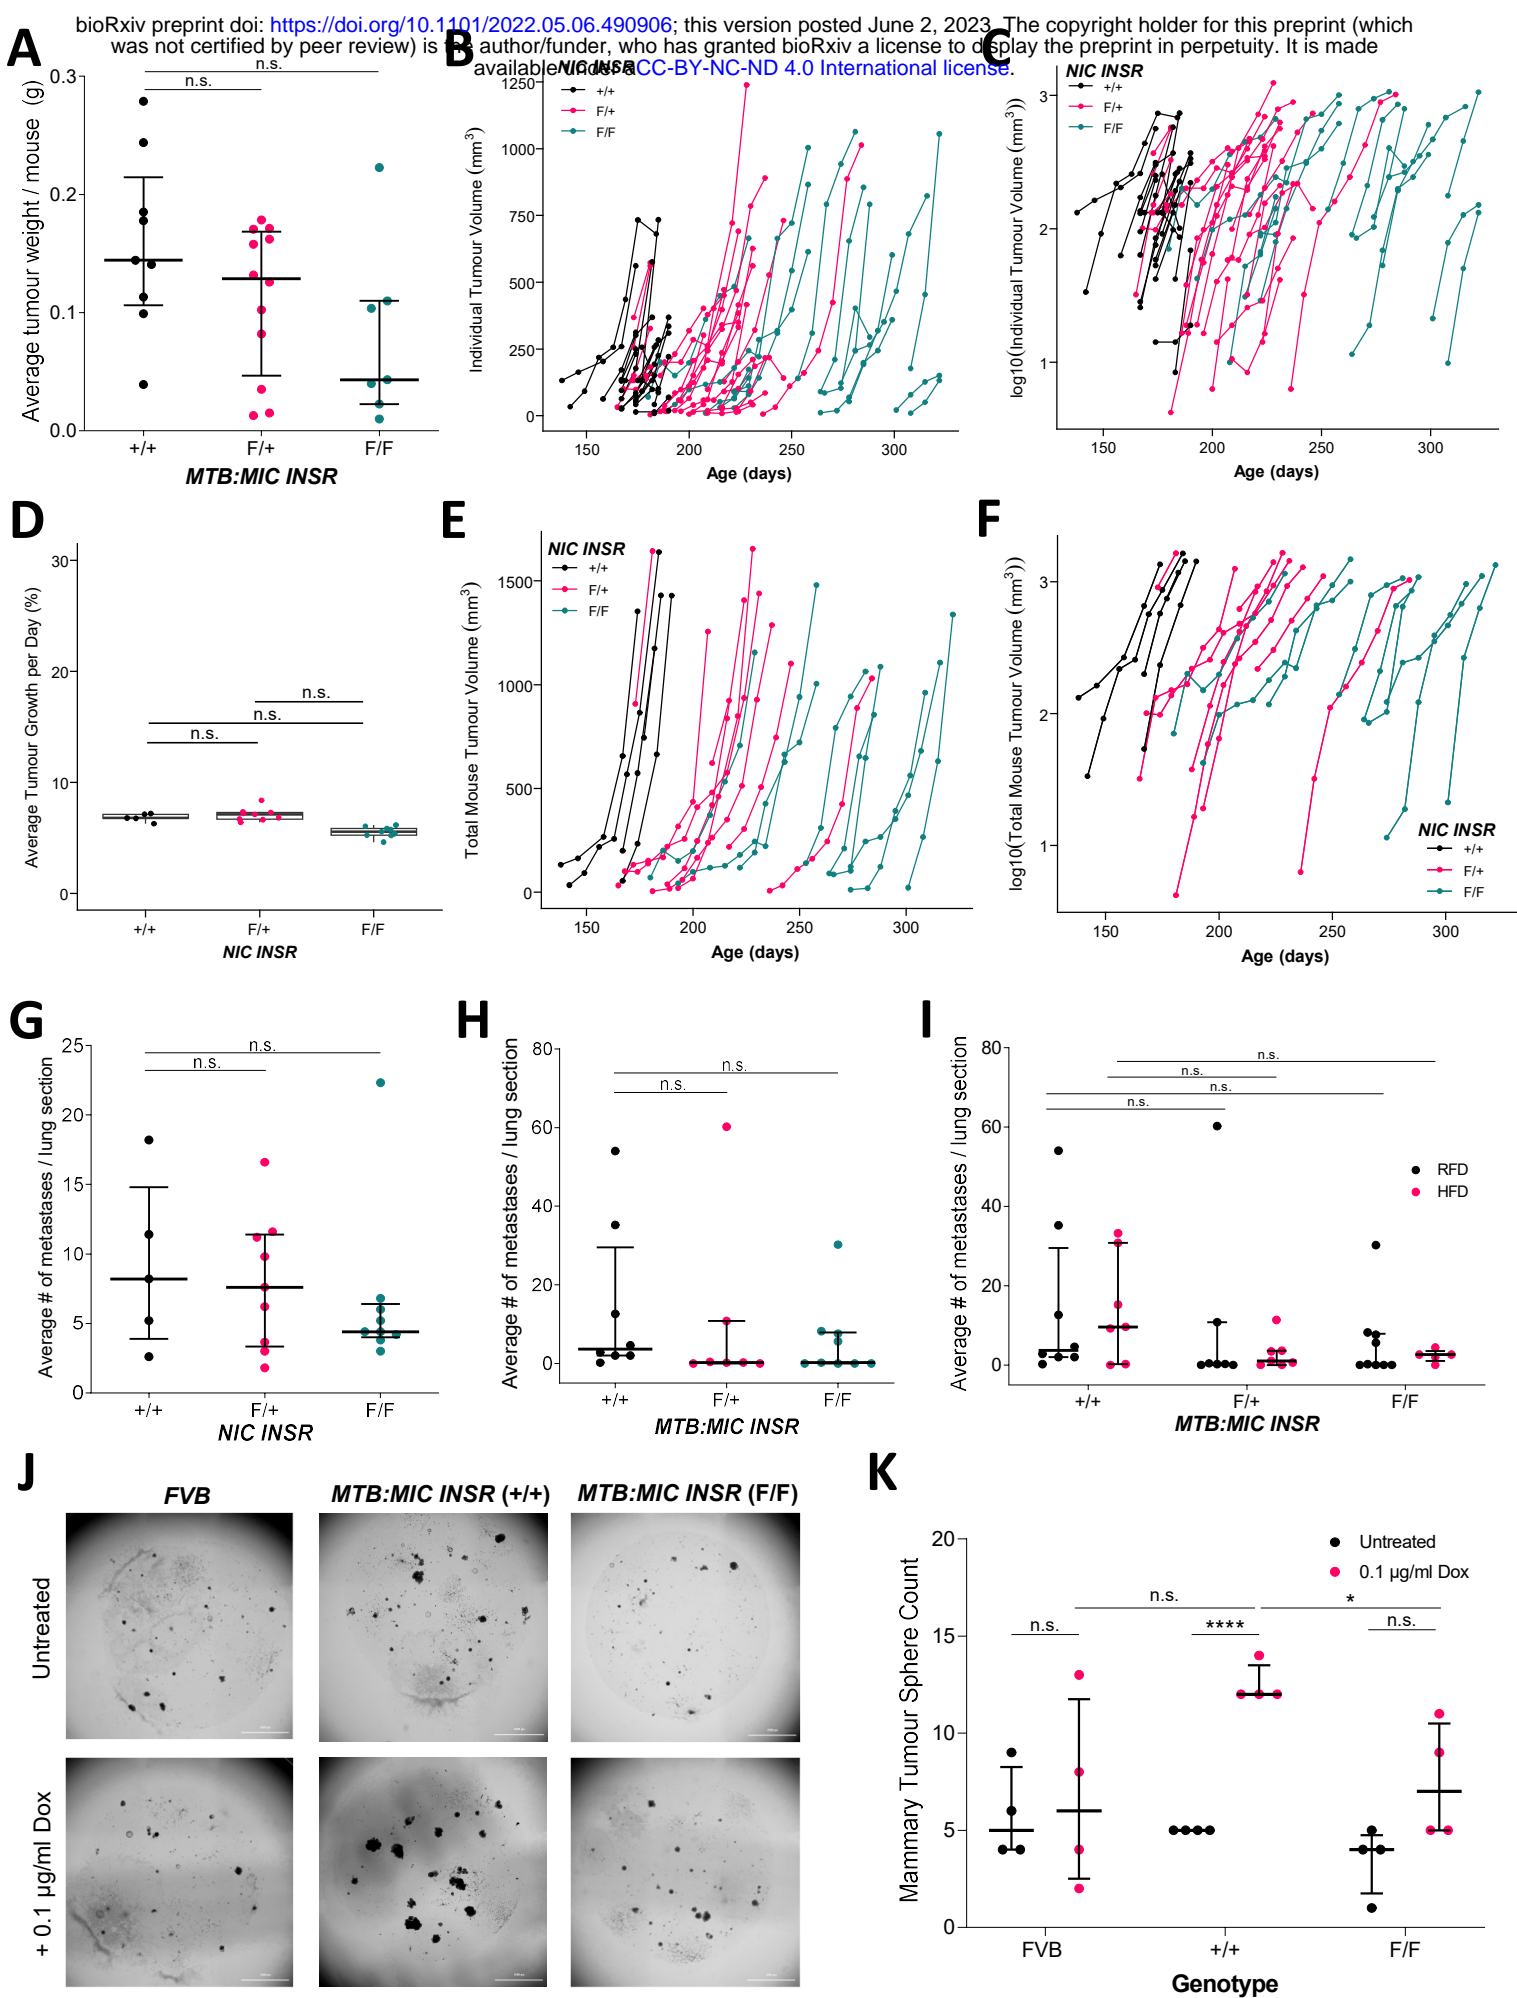 bioRxiv preprint doi: https://doi.org/10.1101/2022.05.06.490906; this version posted June 2, 2023. The copyright holder for this preprint (which
was not certified by peer review) is the author/funder, who has granted bioRxiv a license to display the preprint in perpetuity. It is made
available under aCC-BY-NC-ND 4.0 International license.
A
Average tumour weight / mouse (g)
0.3
0.2
0.1
0.0
n.s.
n.s.
+/+
F/+
F/F
MTB:MIC INSR
B
NIC INSR
+/+
F/+
F/F
Individual Tumour Volume (mm3)
1250
1000
750
500
250
0
150
200
250
300
Age (days)
C
NIC INSR
+/+
F/+
F/F
log10(Individual Tumour Volume (mm3))
3
2
1
150
200
250
300
Age (days)
D
Average Tumour Growth per Day (%)
30
20
10
0
n.s.
n.s.
n.s.
+/+
F/+
F/F
NIC INSR
E
NIC INSR
+/+
F/+
F/F
Total Mouse Tumour Volume (mm3)
1500
1000
500
0
150
200
250
300
Age (days)
F
log10(Total Mouse Tumour Volume (mm3))
3
2
1
NIC INSR
+/+
F/+
F/F
150
200
250
300
Age (days)
G
Average # of metastases / lung section
25
20
15
10
5
0
n.s.
n.s.
+/+
F/+
F/F
NIC INSR
H
Average # of metastases / lung section
80
60
40
20
0
n.s.
n.s.
+/+
F/+
F/F
MTB:MIC INSR
I
Average # of metastases / lung section
80
60
40
20
0
n.s.
n.s.
n.s.
n.s.
RFD
HFD
+/+
F/+
F/F
MTB:MIC INSR
J
FVB
MTB:MIC INSR (+/+)
MTB:MIC INSR (F/F)
Untreated
+ 0.1 µg/ml Dox
K
Mammary Tumour Sphere Count
20
15
10
5
0
Untreated
0.1 µg/ml Dox
n.s.
*
n.s.
****
n.s.
FVB
+/+
F/F
Genotype